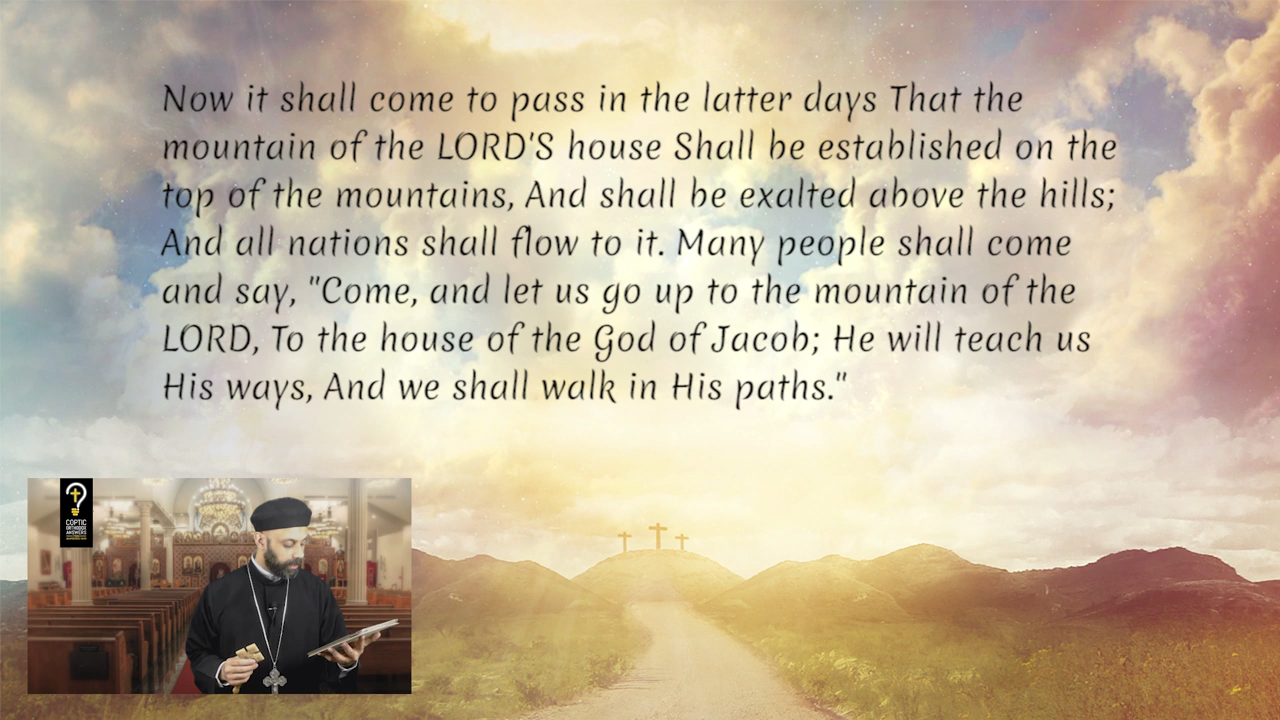 Now it shall come to pass in the latter days That the
mountain of the LORD'S house Shall be established on the
top of the mountains, And shall be exalted above the hills;
And all nations shall flow to it. Many people shall come
and say, "Come, and let us go up to the mountain of the
LORD, To the house of the God of Jacob; He will teach us
His ways, And we shall walk in His paths."
COPTIC
ORTHODOX
ANSWERS